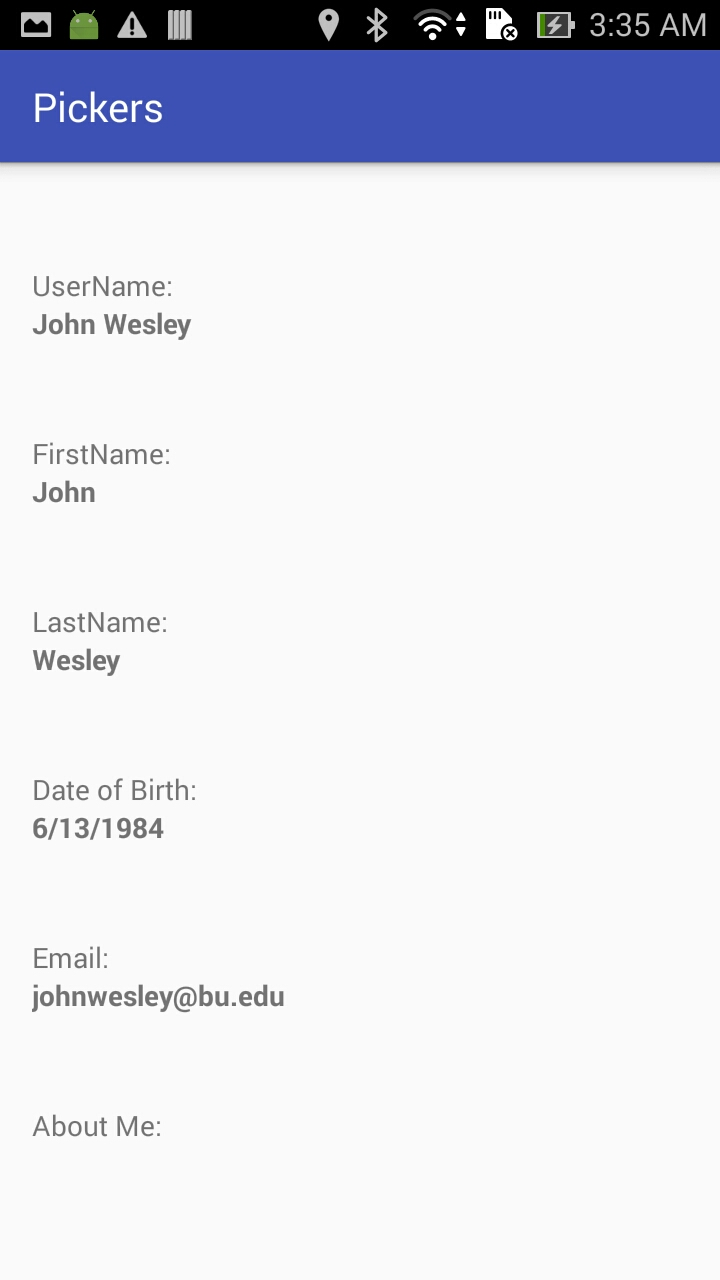 3:35 AM
Pickers
UserName:
John Wesley
FirstName:
John
LastName:
Wesley
Date of Birth:
6/13/1984
Email:
johnwesley@bu.edu
About Me: